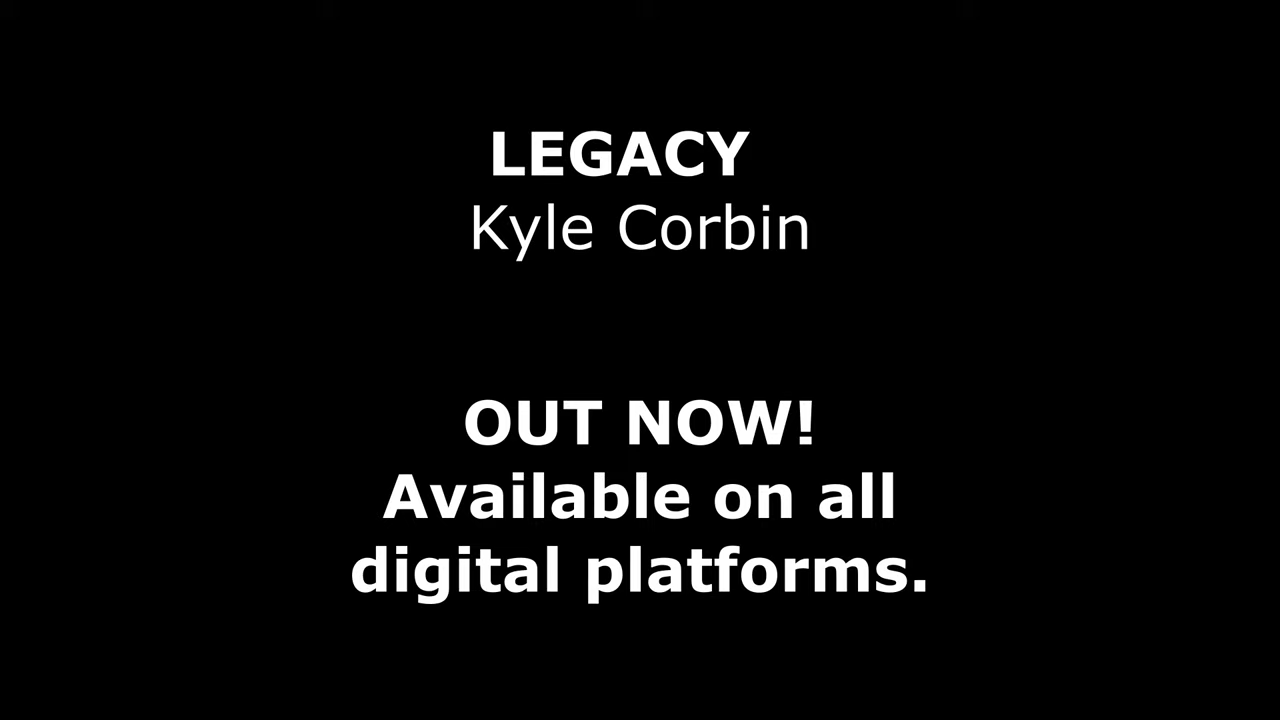 LEGACY
Kyle Corbin
OUT NOW!
Available on all
digital platforms.